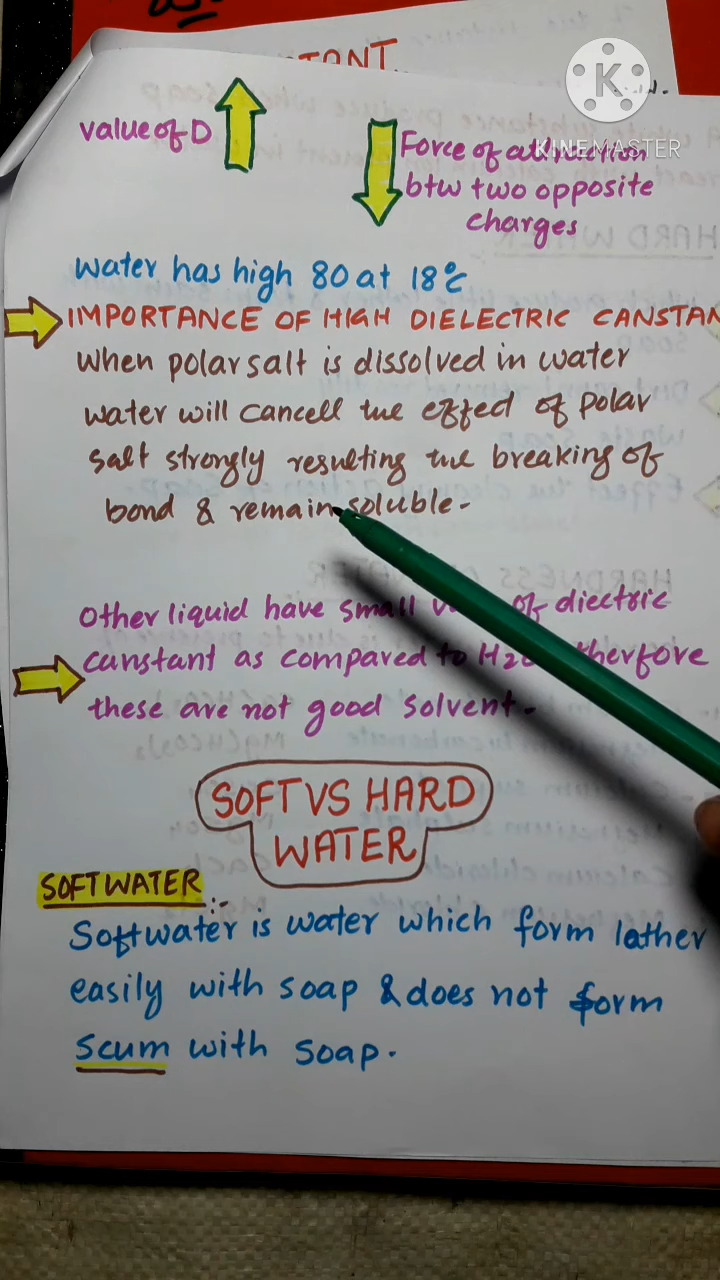 TANT.
K
KINEMASTER
value of D
Force of attraction
btw two opposite
charges
water has high 80 at 18°c
IMPORTANCE OF HIGH DIELECTRIC CANSTAN
when polar salt is dissolved in water
water will cancell the effect of polar
salt strongly resulting the breaking of
bond & remain soluble.
Other liquid have small of diectric
canstant as compared to H2O therfore
these are not good solvent.
SOFT VS HARD
WATER
SOFTWATER :-
Softwater is water which form lather
easily with soap & does not form
scum with soap.